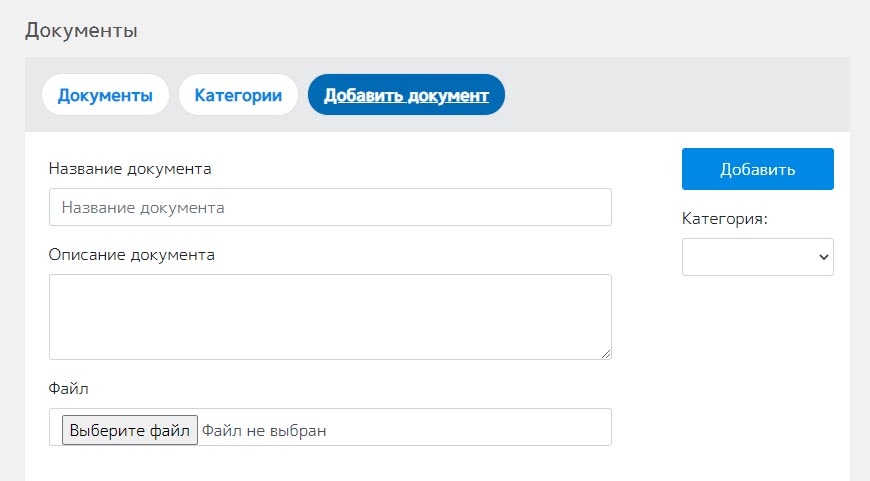 Документы
Документы Категории Добавить документ
Название документа
Название документа
Описание документа
Файл
Выберите файл Файл не выбран
Добавить
Категория: